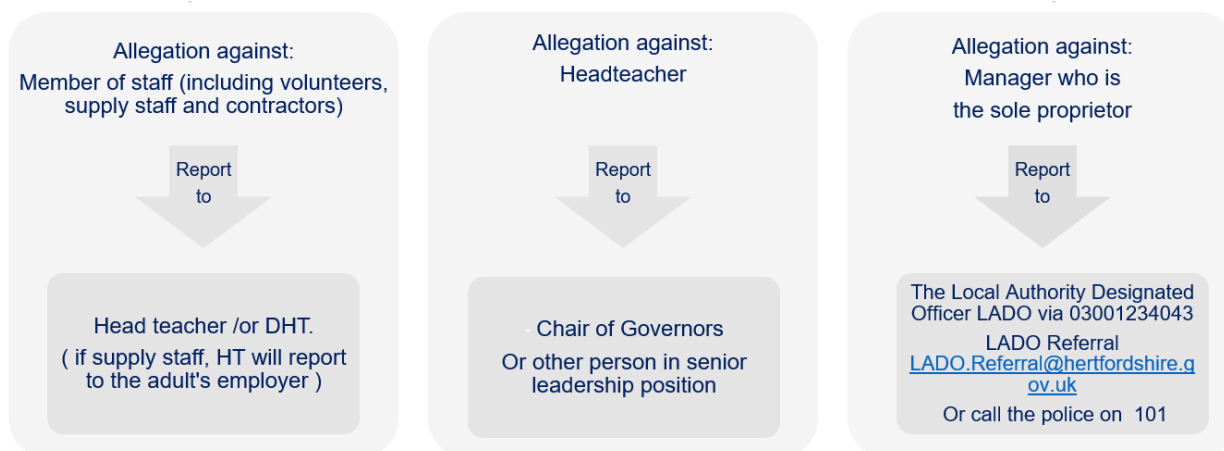 Allegation against:
Member of staff (including volunteers,
supply staff and contractors)
Report
to
Head teacher /or DHT.
( if supply staff, HT will report
to the adult's employer )
Allegation against:
Headteacher
Report
to
- Chair of Governors
Or other person in senior
leadership position
Allegation against:
Manager who is
the sole proprietor
Report
to
The Local Authority Designated
Officer LADO via 03001234043
LADO Referral
LADO.Referral@hertfordshire.g
ov.uk
Or call the police on 101